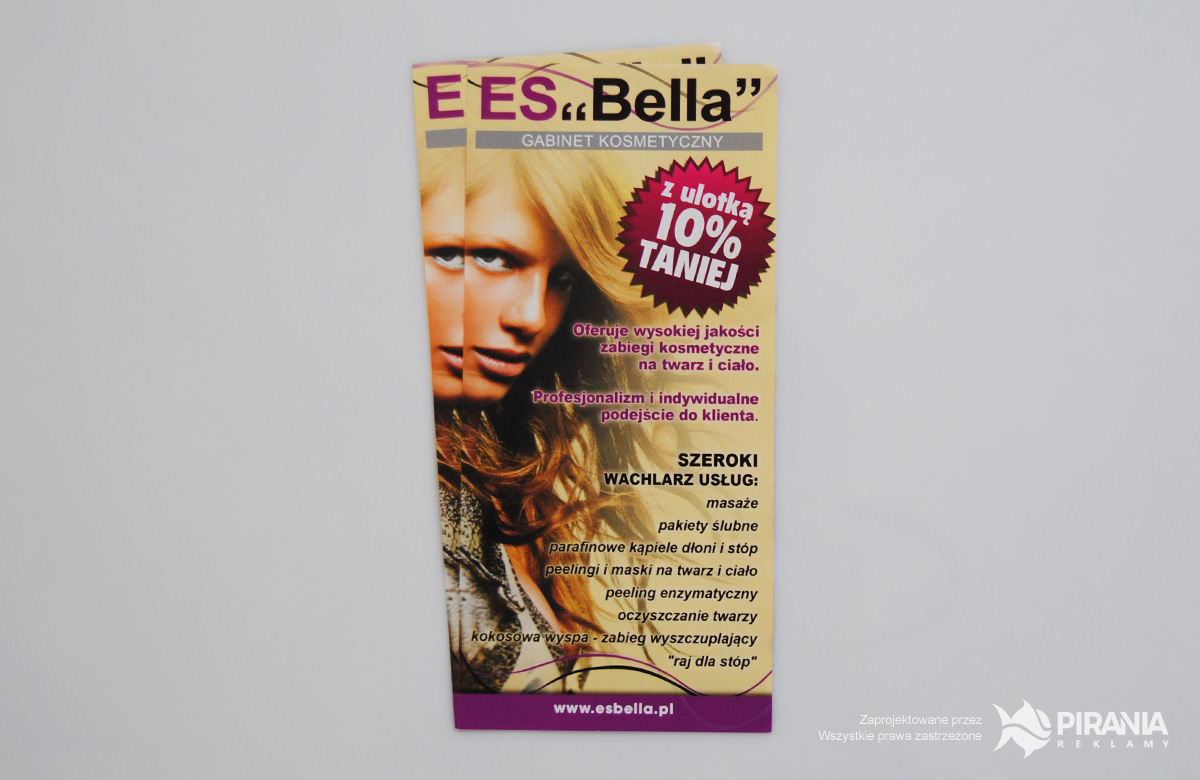 E ES „Bella”
GABINET KOSMETYCZNY
z ulotką
10%
TANIEJ
Oferuje wysokiej jakości
zabiegi kosmetyczne
na twarz i ciało.
Profesjonalizm i indywidualne
podejście do klienta.
SZEROKI
WACHLARZ USŁUG:
masaże
pakiety ślubne
parafinowe kąpiele dłoni i stóp
peelingi i maski na twarz i ciało
peeling enzymatyczny
oczyszczanie twarzy
kokosowa wyspa - zabieg wyszczuplający
"raj dla stóp"
www.esbella.pl
Zaprojektowane przez
Wszystkie prawa zastrzeżone
PIRANIA
REKLAMY